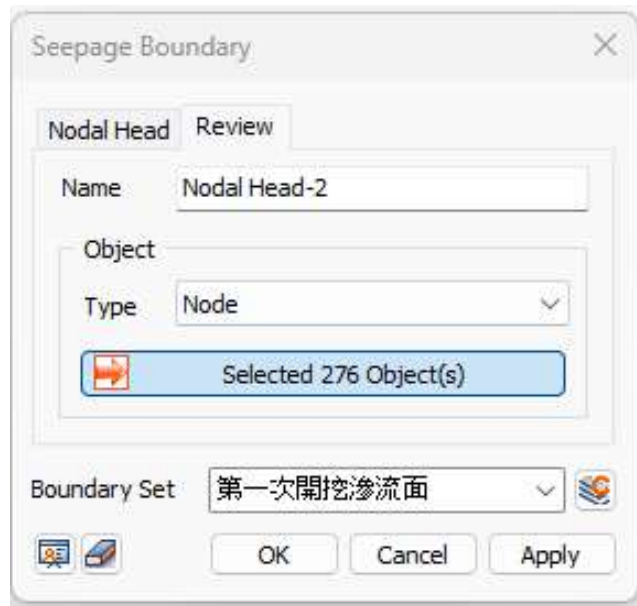 Seepage Boundary
Nodal Head Review
Name Nodal Head-2
Object
Type Node
Selected 276 Object(s)
Boundary Set 第一次開挖滲流面
OK Cancel Apply